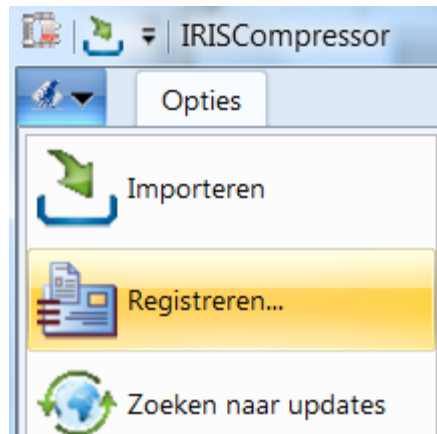 IRISCompressor
Opties
Importeren
Registreren...
Zoeken naar updates